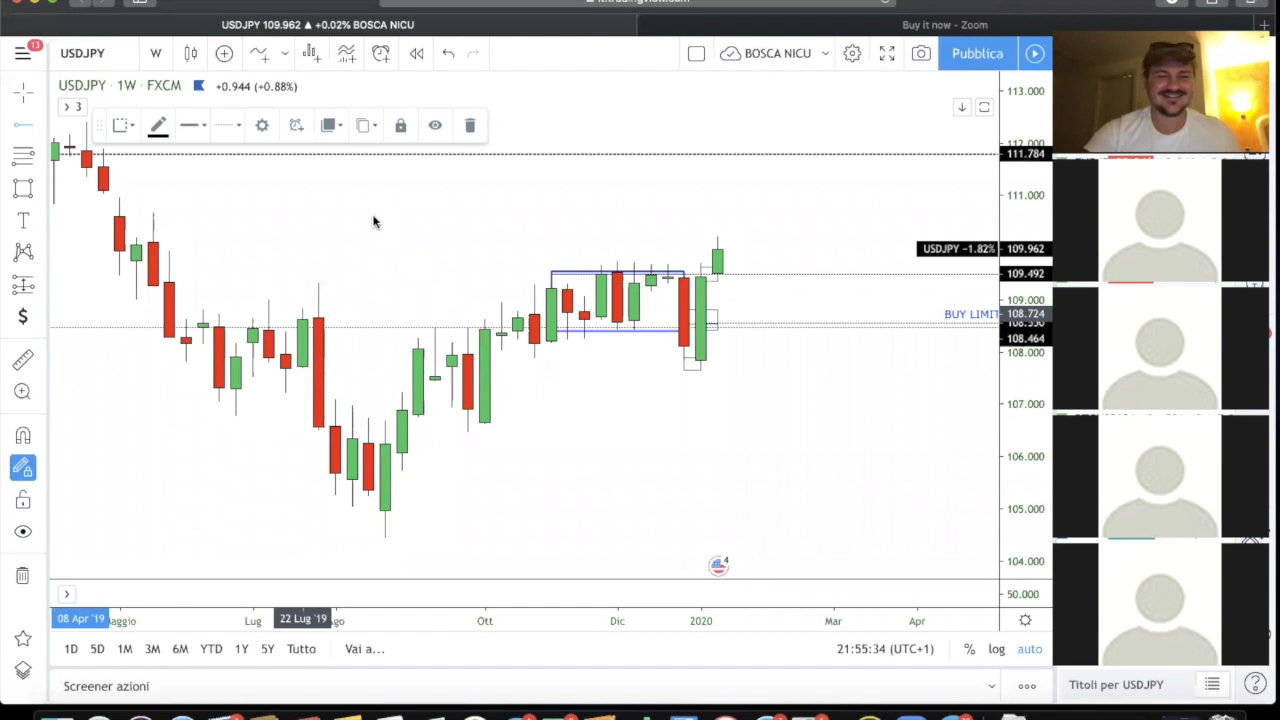 USDJPY 109.962 ▲ +0.02% BOSCA NICU
Buy it now - Zoom
13
USDJPY
W
BOSCA NICU
Pubblica
USDJPY · 1W · FXCM
+0.944 (+0.88%)
3
113.000
112.000
111.784
111.000
USDJPY −1.82% 109.962
109.492
109.000
BUY LIMIT
108.724
108.464
108.000
107.000
106.000
105.000
104.000
4
50.000
08 Apr '19
Lug
22 Lug '19
Ott
Dic
2020
Mar
Apr
1D 5D 1M 3M 6M YTD 1Y 5Y Tutto Vai a...
21:55:34 (UTC+1)
% log auto
Screener azioni
Titoli per USDJPY